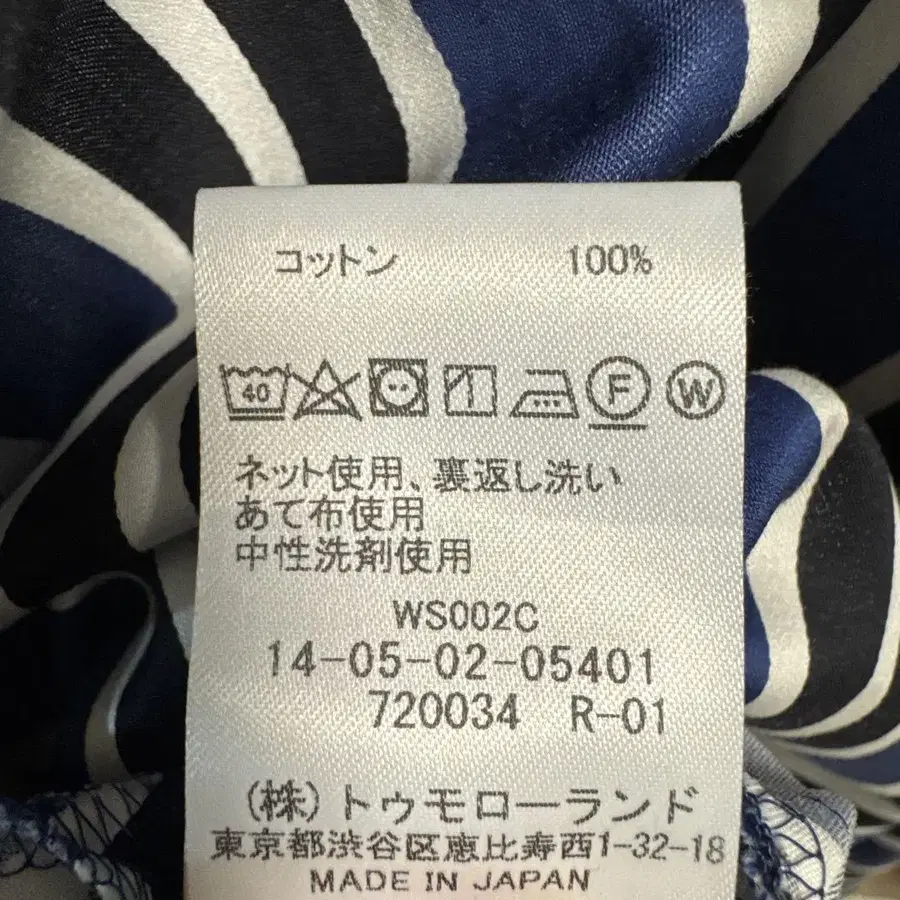 コットン 100%
40 F W
ネット使用、裏返し洗い
あて布使用
中性洗剤使用
WS002C
14-05-02-05401
720034 R-01
(株)トゥモローランド
東京都渋谷区恵比寿西1-32-18
MADE IN JAPAN